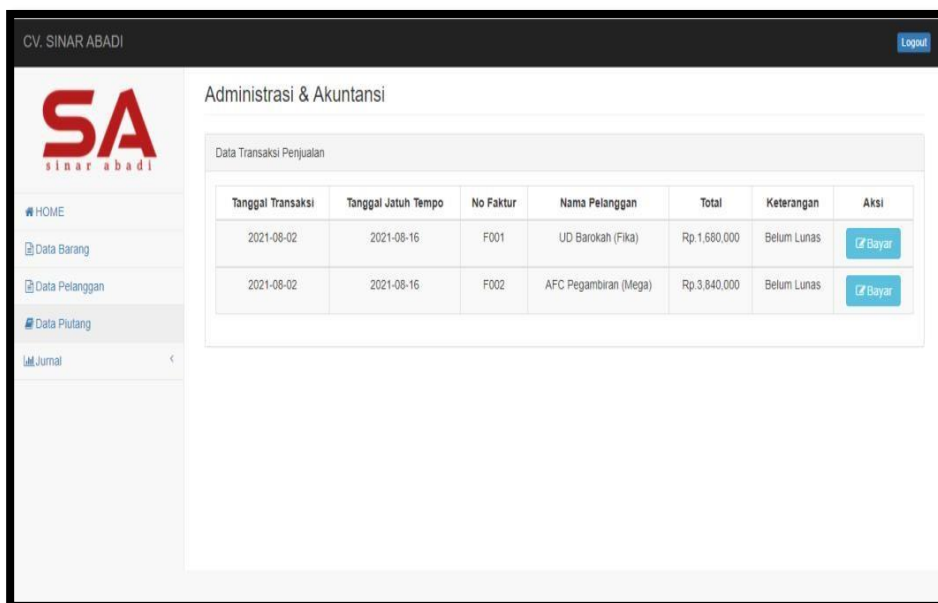 CV. SINAR ABADI
Logout
SA
sinar abadi
HOME
Data Barang
Data Pelanggan
Data Piutang
Jurnal
Administrasi & Akuntansi
Data Transaksi Penjualan
Tanggal Transaksi Tanggal Jatuh Tempo No Faktur Nama Pelanggan Total Keterangan Aksi
2021-08-02 2021-08-16 F001 UD Barokah (Fika) Rp.1,680,000 Belum Lunas Bayar
2021-08-02 2021-08-16 F002 AFC Pegambiran (Mega) Rp.3,840,000 Belum Lunas Bayar